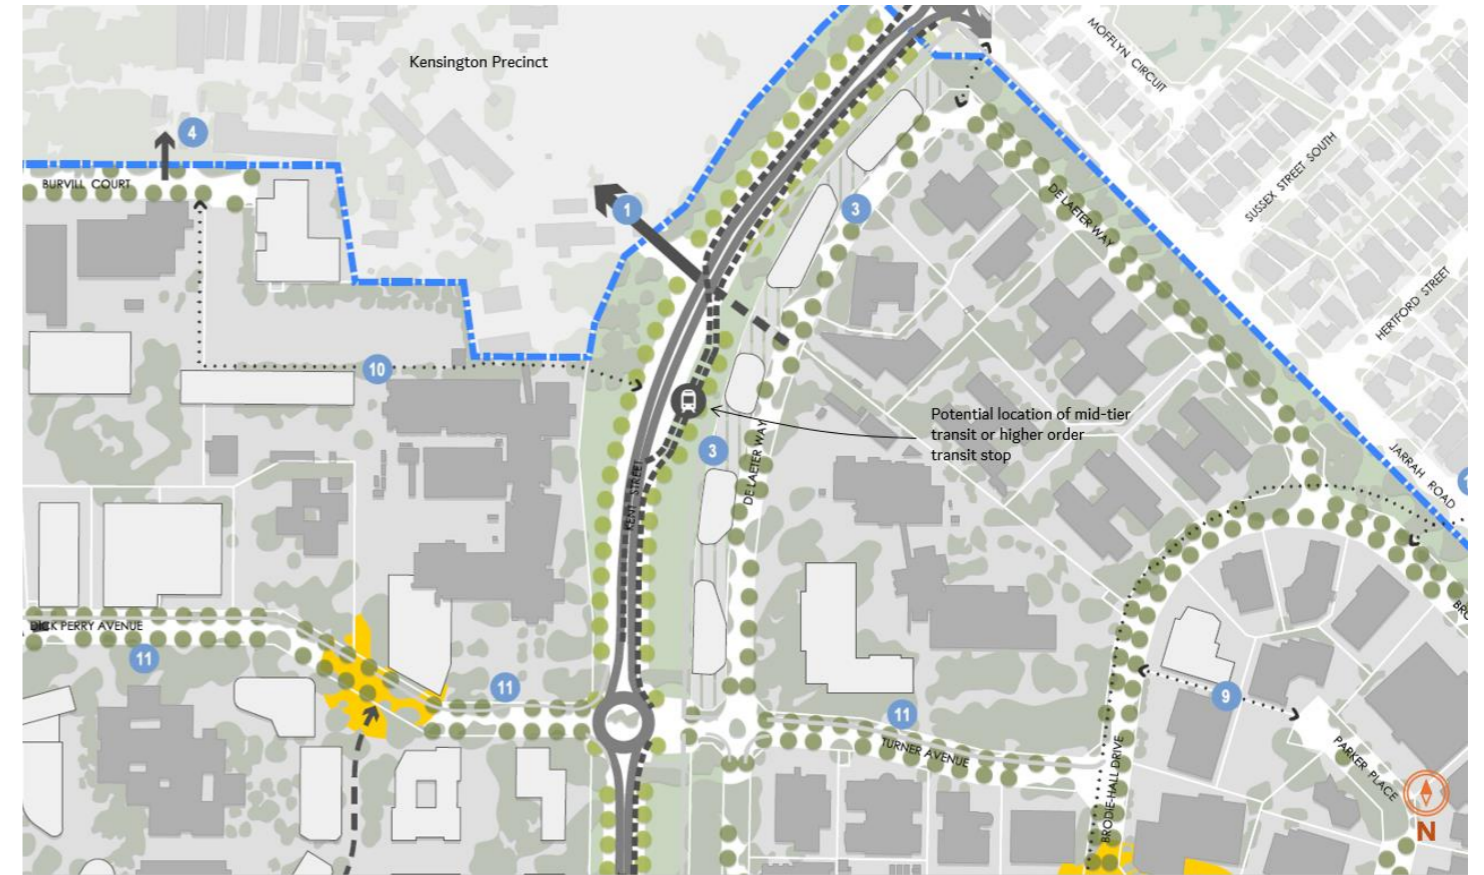 MOFFLYN CIRCUIT
Kensington Precinct
4
BURVILL COURT
SUSSEX STREET SOUTH
1
3
DE LAETER WAY
HERTFORD STREET
10
Potential location of mid-tier
transit or higher order
transit stop
3
DE LAETER WAY
JARRAH ROAD
KENT STREET
DICK PERRY AVENUE
11
11
9
11
TURNER AVENUE
BRODIE-HALL DRIVE
PARKER PLACE
N